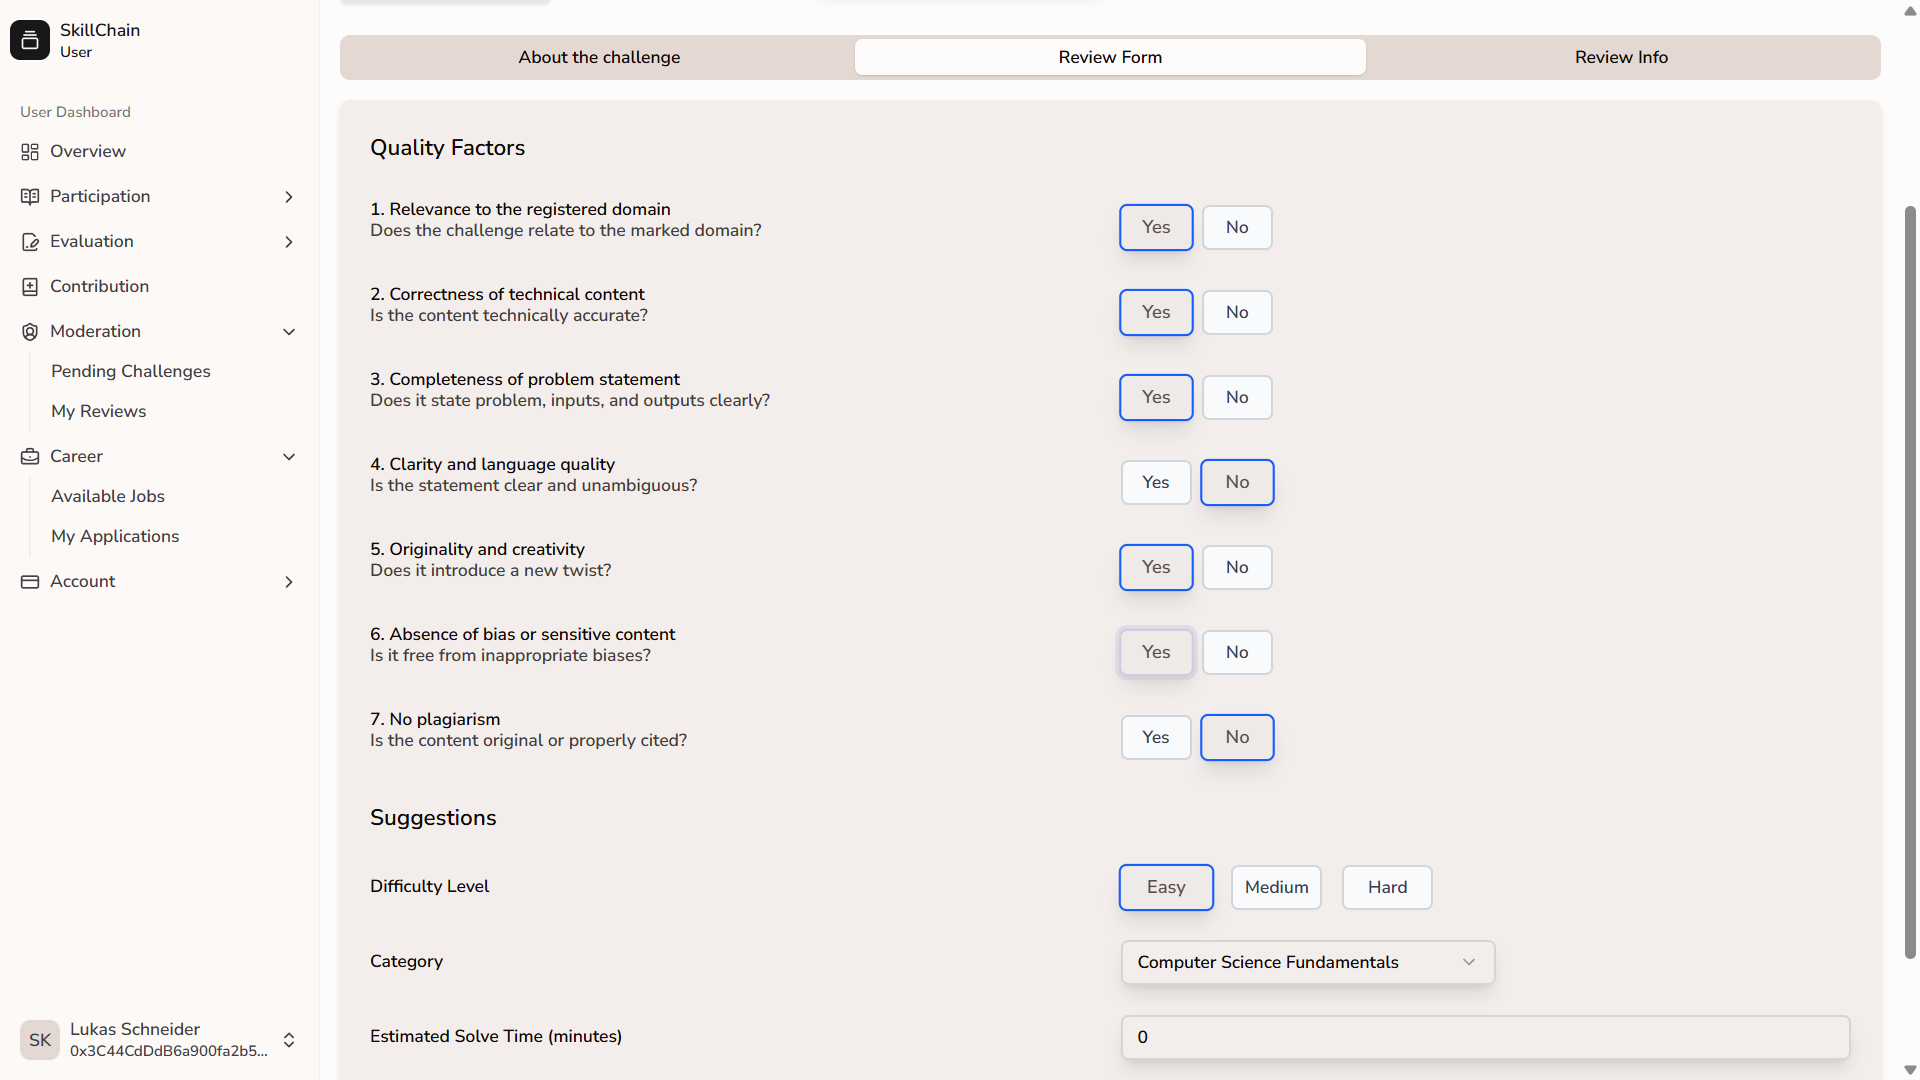 SkillChain
User
User Dashboard
Overview
Participation
Evaluation
Contribution
Moderation
Pending Challenges
My Reviews
Career
Available Jobs
My Applications
Account
SK
Lukas Schneider
0x3C44CdDdB6a900fa2b5...
About the challenge
Review Form
Review Info
Quality Factors
1. Relevance to the registered domain
Does the challenge relate to the marked domain?
Yes
No
2. Correctness of technical content
Is the content technically accurate?
Yes
No
3. Completeness of problem statement
Does it state problem, inputs, and outputs clearly?
Yes
No
4. Clarity and language quality
Is the statement clear and unambiguous?
Yes
No
5. Originality and creativity
Does it introduce a new twist?
Yes
No
6. Absence of bias or sensitive content
Is it free from inappropriate biases?
Yes
No
7. No plagiarism
Is the content original or properly cited?
Yes
No
Suggestions
Difficulty Level
Easy
Medium
Hard
Category
Computer Science Fundamentals
Estimated Solve Time (minutes)
0